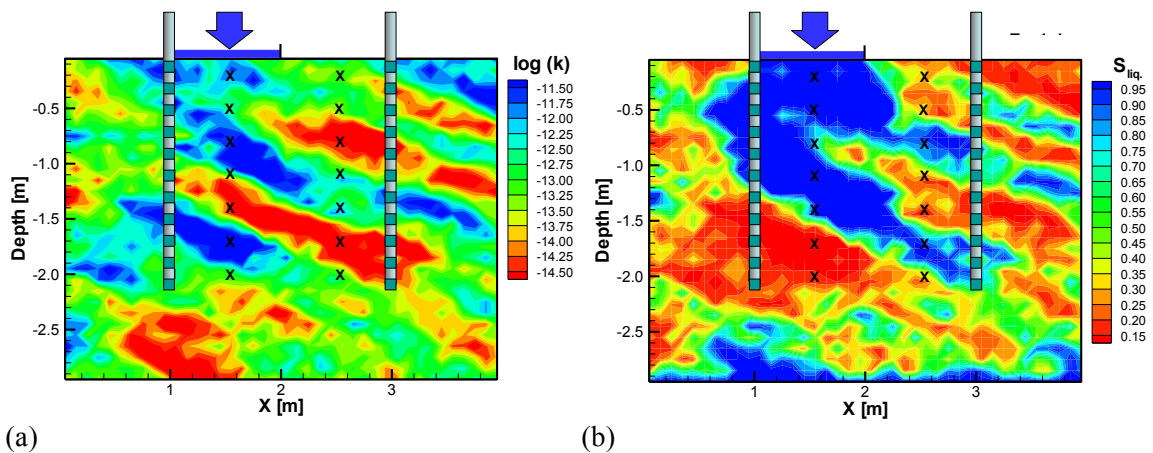 log (k)
-11.50
-11.75
-12.00
-12.25
-12.50
-12.75
-13.00
-13.25
-13.50
-13.75
-14.00
-14.25
-14.50
Depth [m]
-0.5
-1.0
-1.5
-2.0
-2.5
X X
X X
X X
X X
X X
X X
X X
1 2 3
X [m]
(a)
S liq.
0.95
0.90
0.85
0.80
0.75
0.70
0.65
0.60
0.55
0.50
0.45
0.40
0.35
0.30
0.25
0.20
0.15
Depth [m]
-0.5
-1.0
-1.5
-2.0
-2.5
X X
X X
X X
X X
X X
X X
X X
1 2 3
X [m]
(b)